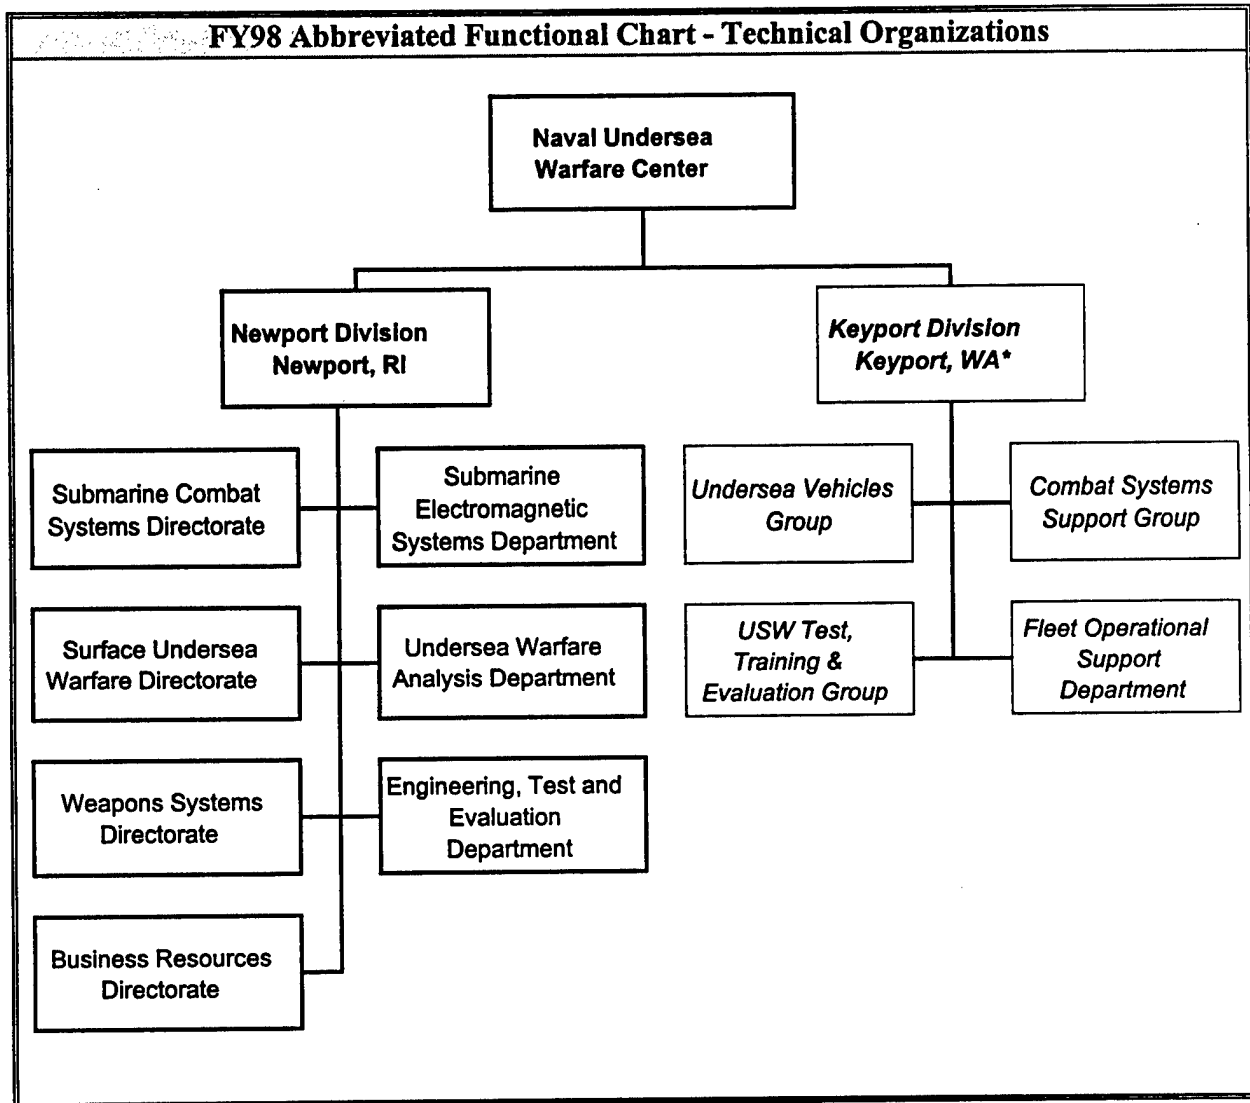 FY98 Abbreviated Functional Chart - Technical Organizations
Naval Undersea
Warfare Center
Newport Division
Newport, RI
Keyport Division
Keyport, WA*
Submarine Combat
Systems Directorate
Submarine
Electromagnetic
Systems Department
Undersea Vehicles
Group
Combat Systems
Support Group
Surface Undersea
Warfare Directorate
Undersea Warfare
Analysis Department
USW Test,
Training &
Evaluation Group
Fleet Operational
Support
Department
Weapons Systems
Directorate
Engineering, Test and
Evaluation
Department
Business Resources
Directorate